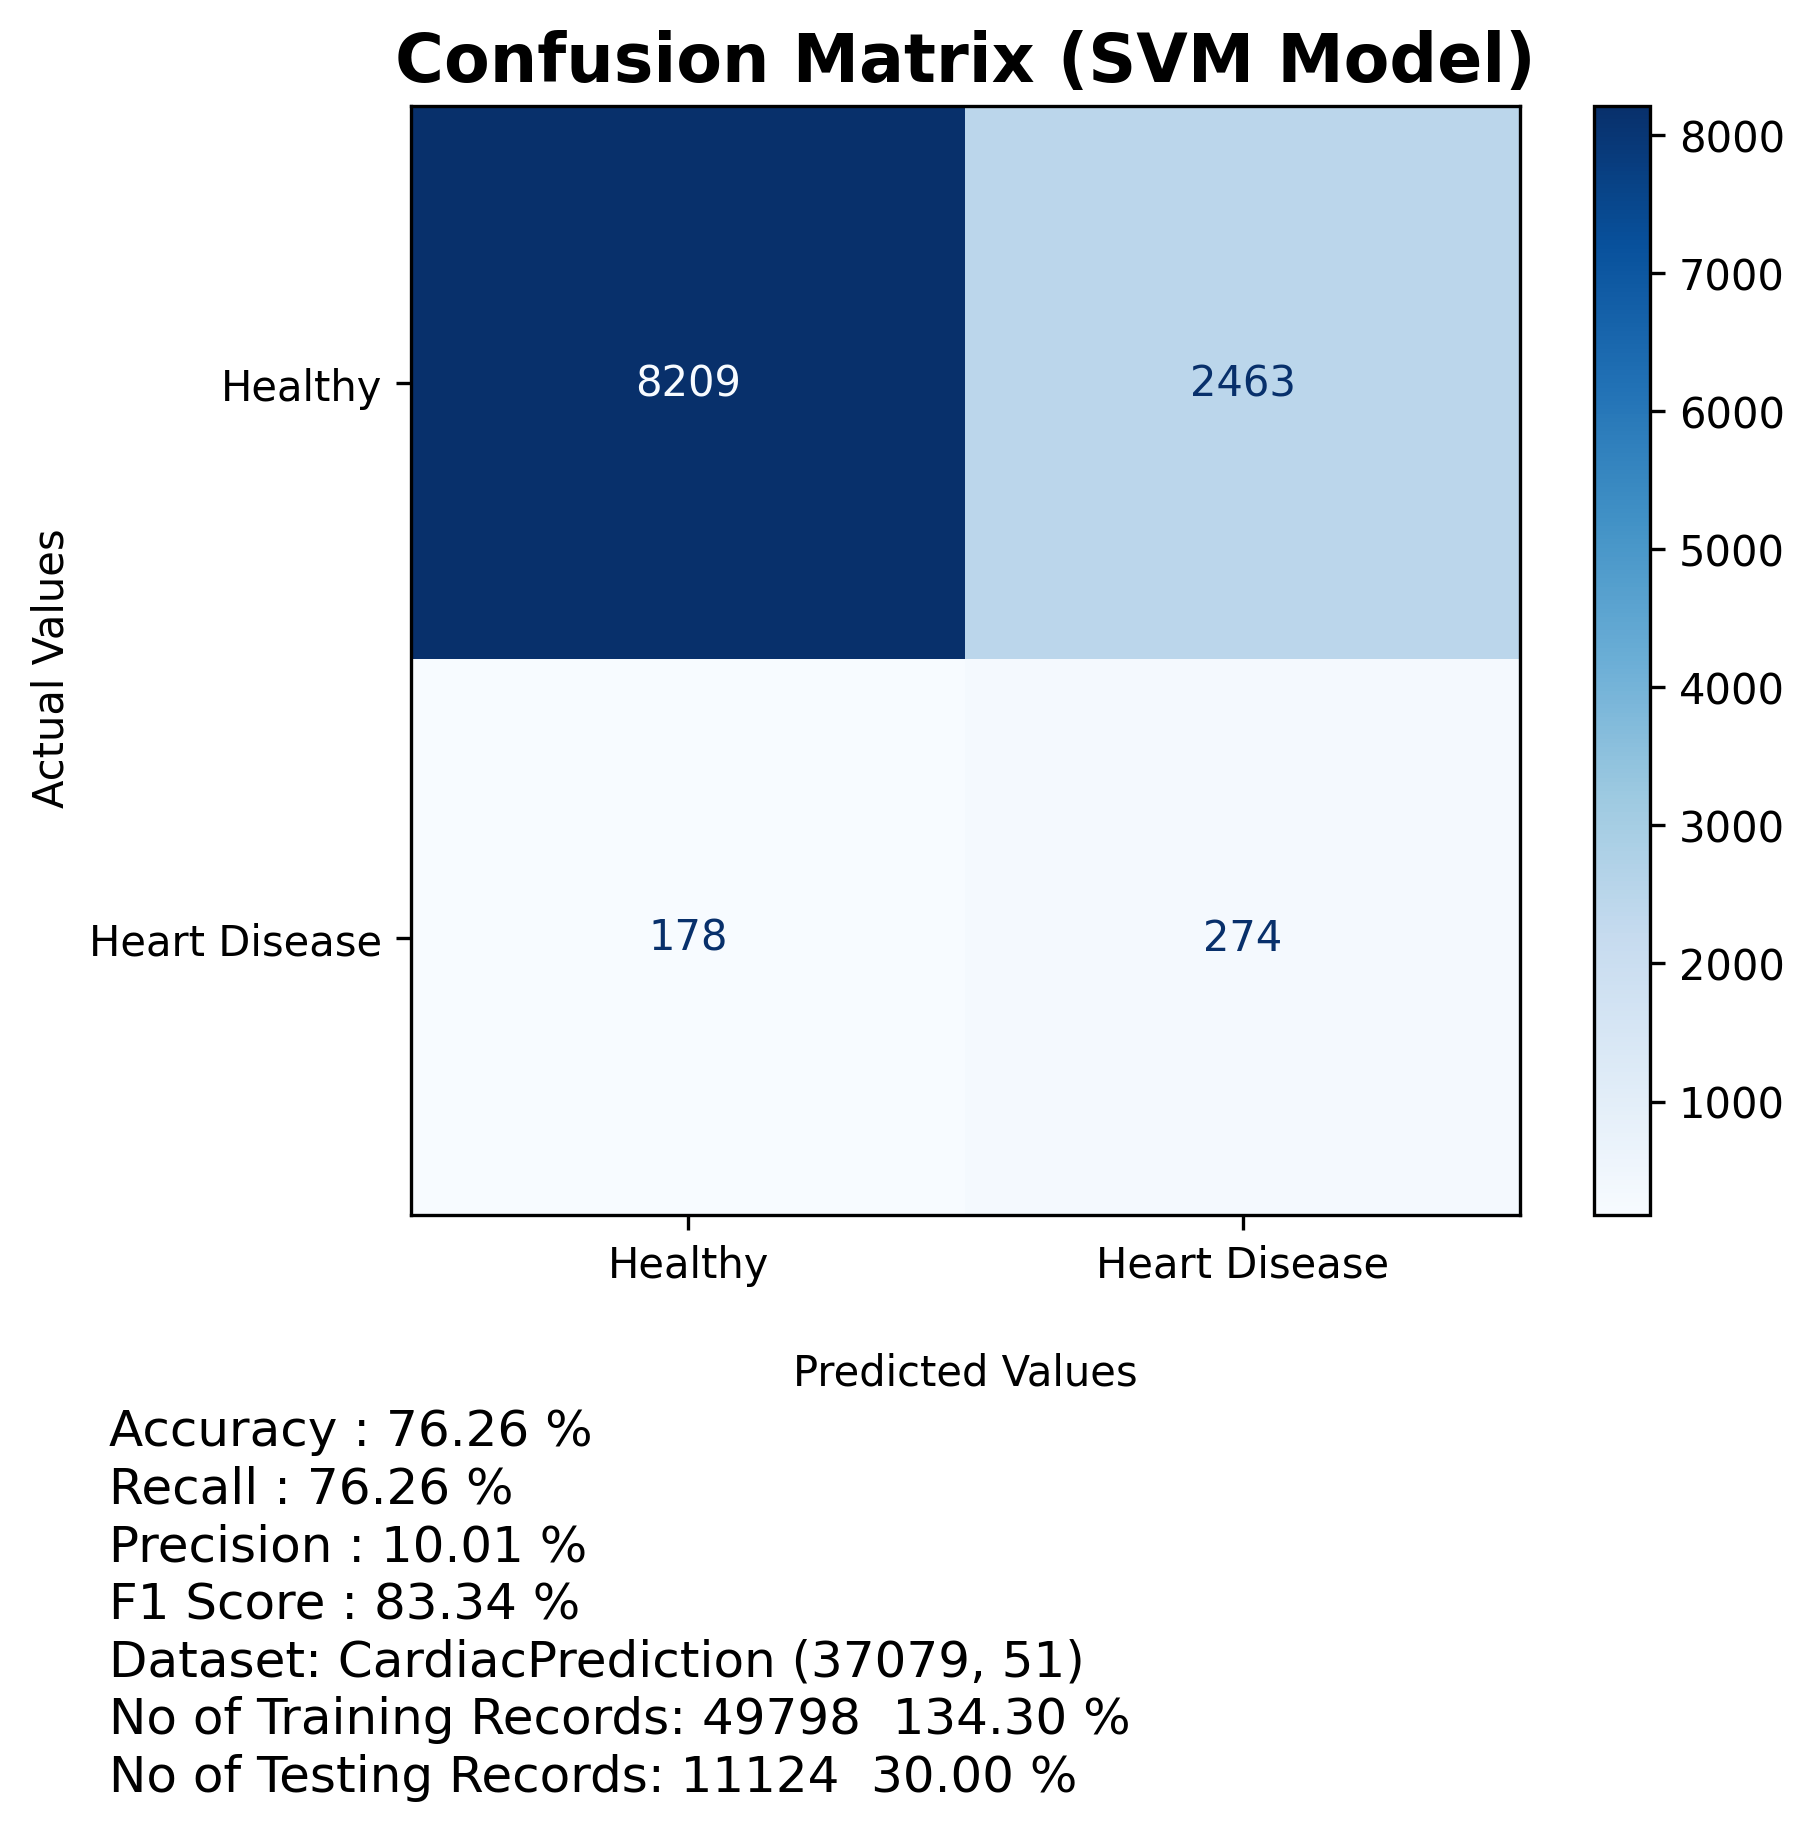 Confusion Matrix (SVM Model)
8000
7000
6000
5000
4000
3000
2000
1000
Actual Values
Healthy
8209
2463
Heart Disease
178
274
Healthy
Heart Disease
Predicted Values
Accuracy : 76.26 %
Recall : 76.26 %
Precision : 10.01 %
F1 Score : 83.34 %
Dataset: CardiacPrediction (37079, 51)
No of Training Records: 49798  134.30 %
No of Testing Records: 11124  30.00 %